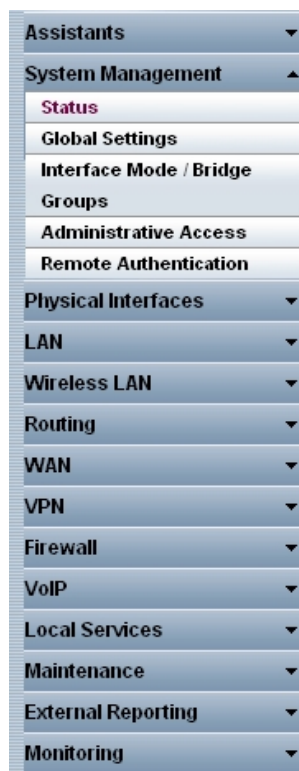 Assistants
System Management
Status
Global Settings
Interface Mode / Bridge
Groups
Administrative Access
Remote Authentication
Physical Interfaces
LAN
Wireless LAN
Routing
WAN
VPN
Firewall
VoIP
Local Services
Maintenance
External Reporting
Monitoring